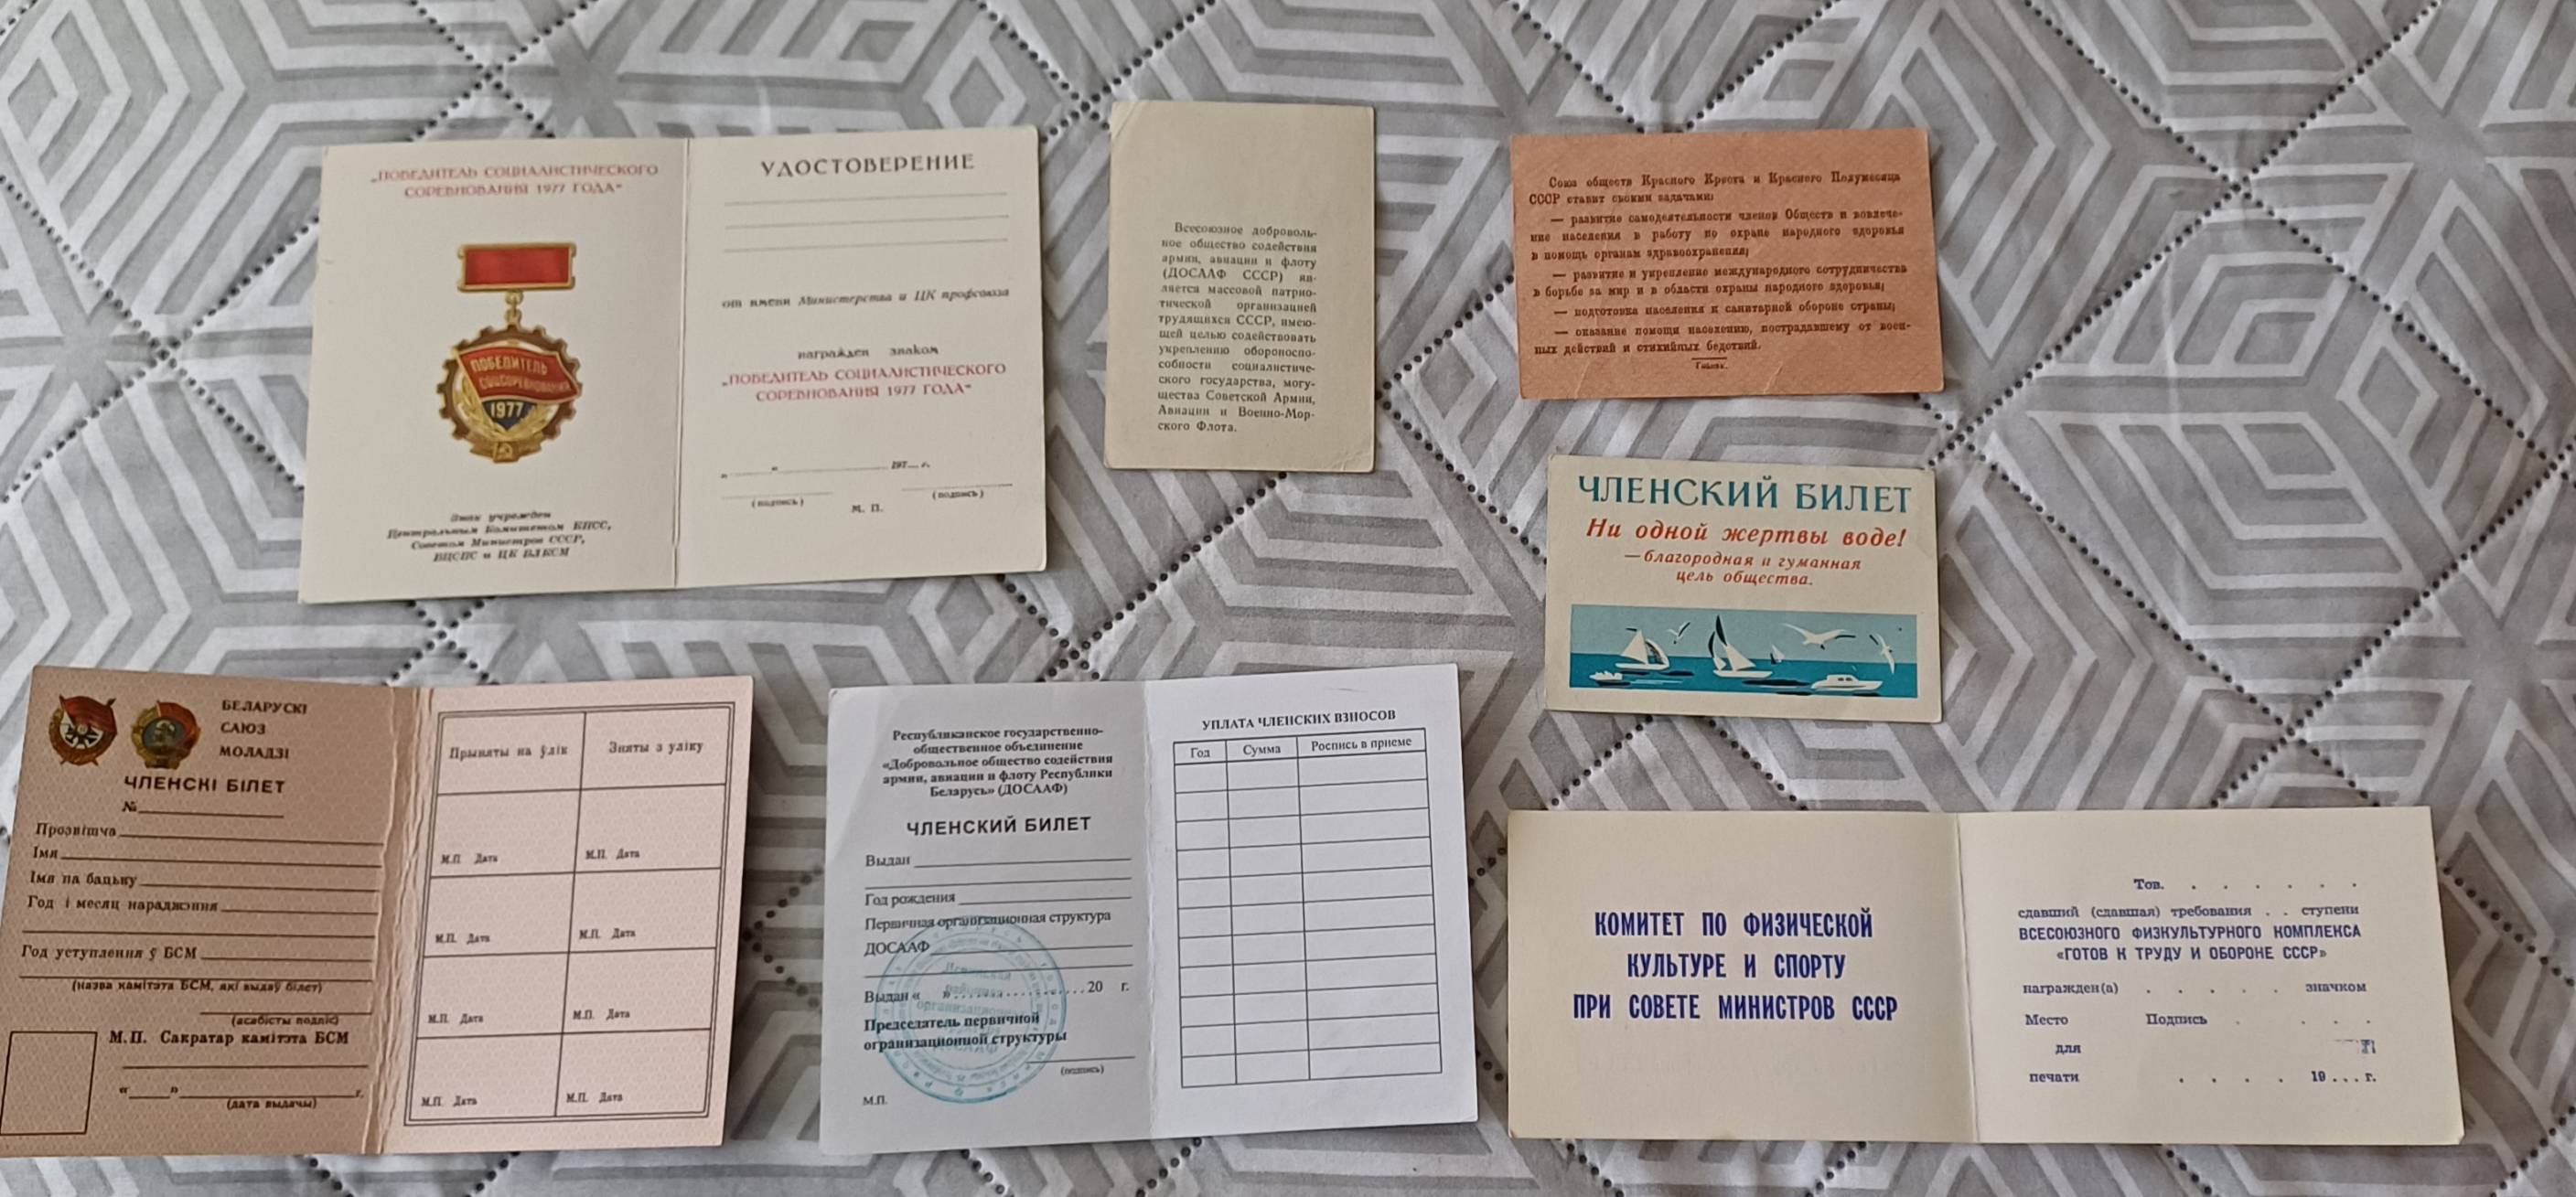 „ПОБЕДИТЕЛЬ СОЦИАЛИСТИЧЕСКОГО
СОРЕВНОВАНИЯ 1977 ГОДА“
ПОБЕДИТЕЛЬ
СОЦСОРЕВНОВАНИЯ
1977
Знак учрежден
Центральным Комитетом КПСС,
Советом Министров СССР,
ВЦСПС и ЦК ВЛКСМ
УДОСТОВЕРЕНИЕ
от имени Министерства и ЦК профсоюза
награжден знаком
„ПОБЕДИТЕЛЬ СОЦИАЛИСТИЧЕСКОГО
СОРЕВНОВАНИЯ 1977 ГОДА“
„ “ 197 г.
(подпись) (подпись)
М. П.
Всесоюзное доброволь-
ное общество содействия
армии, авиации и флоту
(ДОСААФ СССР) яв-
ляется массовой патрио-
тической организацией
трудящихся СССР, имею-
щей целью содействовать
укреплению обороноспо-
собности социалистиче-
ского государства, могу-
щества Советской Армии,
Авиации и Военно-Мор-
ского Флота.
Союз обществ Красного Креста и Красного Полумесяца
СССР ставит своими задачами:
— развитие самодеятельности членов Обществ и вовлече-
ние населения в работу по охране народного здоровья
в помощь органам здравоохранения;
— развитие и укрепление международного сотрудничества
в борьбе за мир и в области охраны народного здоровья;
— подготовка населения к санитарной обороне страны;
— оказание помощи населению, пострадавшему от воен-
ных действий и стихийных бедствий.
Гознак.
ЧЛЕНСКИЙ БИЛЕТ
Ни одной жертвы воде!
—благородная и гуманная
цель общества.
БЕЛАРУСКІ
САЮЗ
МОЛАДЗІ
ЧЛЕНСКІ БІЛЕТ
№
Прозвішча
Імя
Імя па бацьку
Год і месяц нараджэння
Год уступлення ў БСМ
(назва камітэта БСМ, які выдаў білет)
(асабісты подпіс)
М.П. Сакратар камітэта БСМ
“ ” г.
(дата выдачы)
Прыняты на ўлік Зняты з уліку
М.П. Дата М.П. Дата
М.П. Дата М.П. Дата
М.П. Дата М.П. Дата
М.П. Дата М.П. Дата
Республиканское государственно-
общественное объединение
«Добровольное общество содействия
армии, авиации и флоту Республики
Беларусь» (ДОСААФ)
ЧЛЕНСКИЙ БИЛЕТ
Выдан
Год рождения
Первичная организационная структура
ДОСААФ
Выдан « » 20 г.
Председатель первичной
огранизационной структуры
(подпись)
М.П.
УПЛАТА ЧЛЕНСКИХ ВЗНОСОВ
Год Сумма Роспись в приеме
КОМИТЕТ ПО ФИЗИЧЕСКОЙ
КУЛЬТУРЕ И СПОРТУ
ПРИ СОВЕТЕ МИНИСТРОВ СССР
Тов. . . . . . .
сдавший (сдавшая) требования . . ступени
ВСЕСОЮЗНОГО ФИЗКУЛЬТУРНОГО КОМПЛЕКСА
«ГОТОВ К ТРУДУ И ОБОРОНЕ СССР»
награжден(а) . . . . . значком
Место Подпись . . . .
для
печати . . . . 19 . . . г.